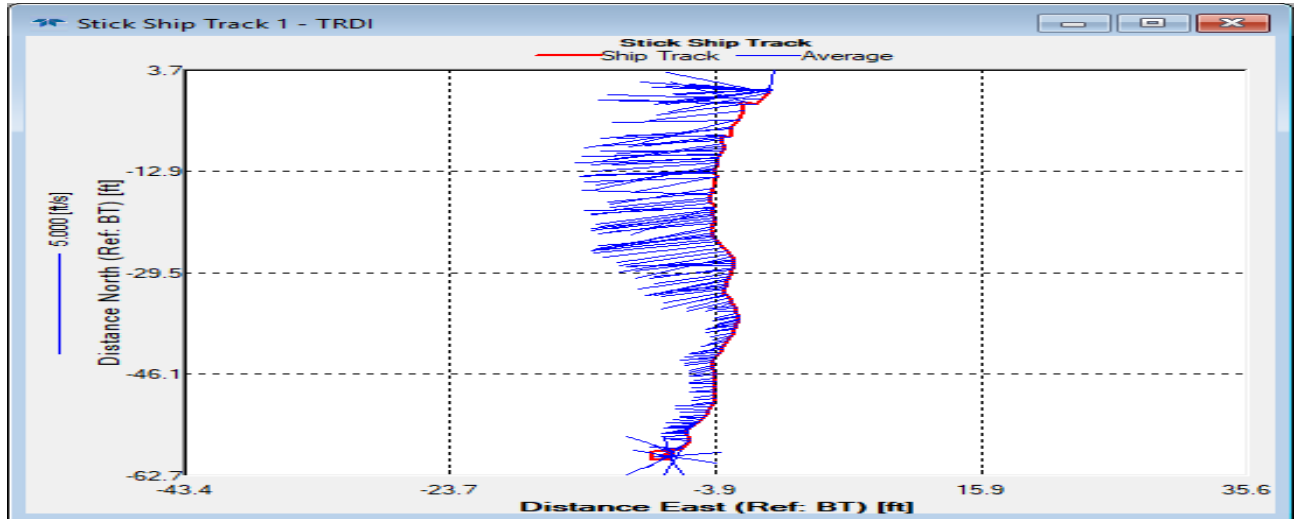 Stick Ship Track 1 - TRDI
Stick Ship Track
Ship Track Average
3.7
-12.9
-29.5
-46.1
-62.7
5.000 [ft/s]
Distance North (Ref: BT) [ft]
-43.4 -23.7 -3.9 15.9 35.6
Distance East (Ref: BT) [ft]